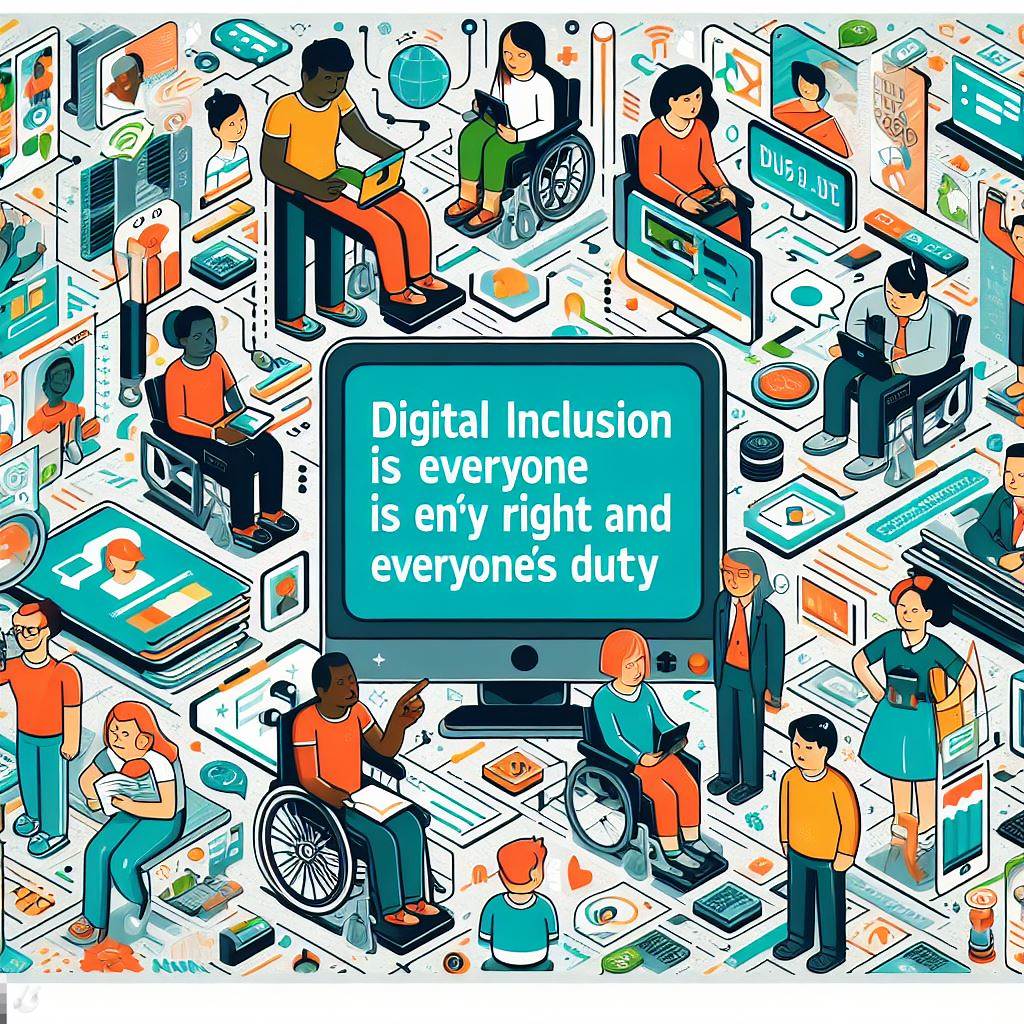 Digital Inclusion
is everyone
is en'y right and
everyone's duty